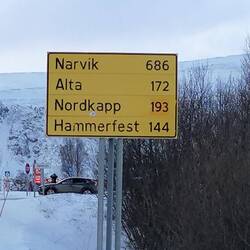 Narvik 686
Alta 172
Nordkapp 193
Hammerfest 144